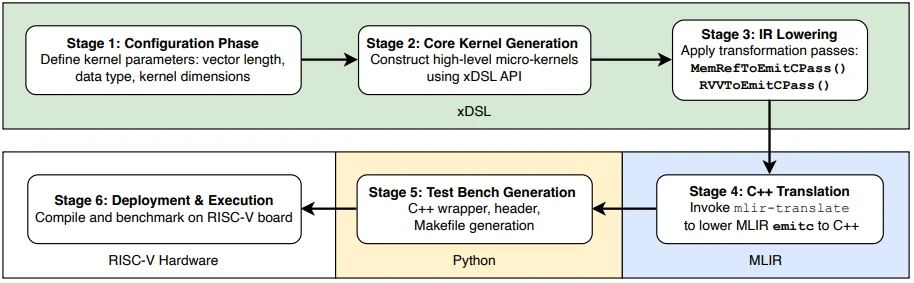 Stage 1: Configuration Phase
Define kernel parameters: vector length,
data type, kernel dimensions
Stage 2: Core Kernel Generation
Construct high-level micro-kernels
using xDSL API
Stage 3: IR Lowering
Apply transformation passes:
MemRefToEmitCPass()
RVVToEmitCPass()
xDSL
Stage 4: C++ Translation
Invoke mlir-translate
to lower MLIR emitc to C++
MLIR
Stage 5: Test Bench Generation
C++ wrapper, header,
Makefile generation
Python
Stage 6: Deployment & Execution
Compile and benchmark on RISC-V board
RISC-V Hardware